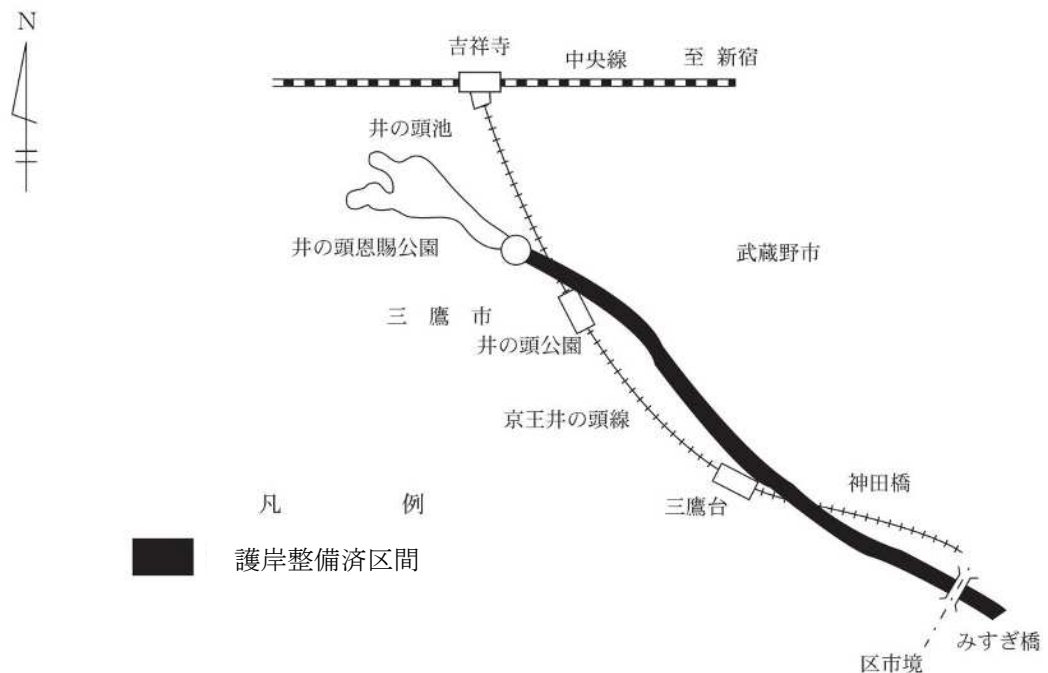 N
吉祥寺
中央線
至 新宿
井の頭池
井の頭恩賜公園
武蔵野市
三 鷹 市
井の頭公園
京王井の頭線
神田橋
三鷹台
凡 例
護岸整備済区間
みすぎ橋
区市境